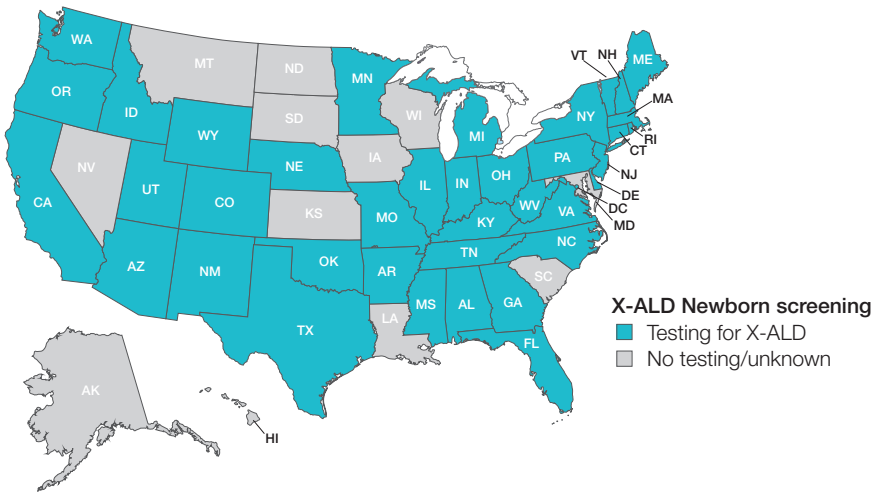 WA
MT
ND
MN
VT
NH
ME
OR
ID
SD
WI
MI
NY
MA
RI
CT
WY
NV
UT
CO
NE
IA
IL
IN
OH
PA
NJ
DE
DC
MD
CA
KS
MO
KY
WV
VA
NC
AZ
NM
OK
AR
TN
SC
TX
LA
MS
AL
GA
FL
AK
HI
X-ALD Newborn screening
Testing for X-ALD
No testing/unknown